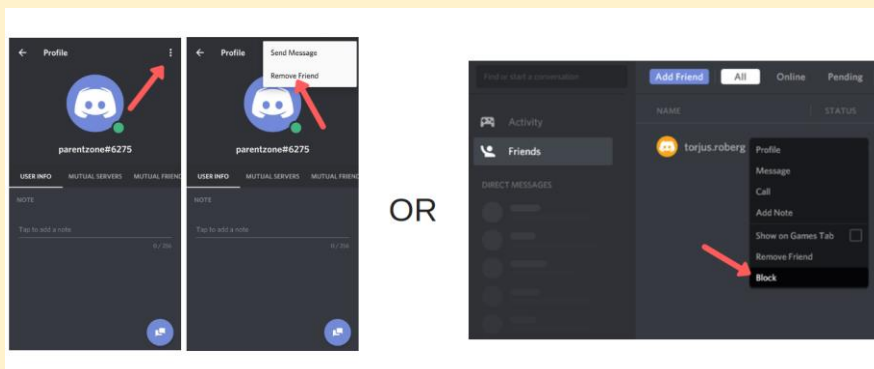 Profile
parentzone#6275
USER INFO MUTUAL SERVERS MUTUAL FRIEND
NOTE
Tap to add a note
0 / 256
Profile
Send Message
Remove Friend
parentzone#6275
USER INFO MUTUAL SERVERS MUTUAL FRIEND
NOTE
Tap to add a note
0 / 256
OR
Find or start a conversation
Activity
Friends
DIRECT MESSAGES
Add Friend All Online Pending
NAME STATUS
torjus.roberg
Profile
Message
Call
Add Note
Show on Games Tab
Remove Friend
Block